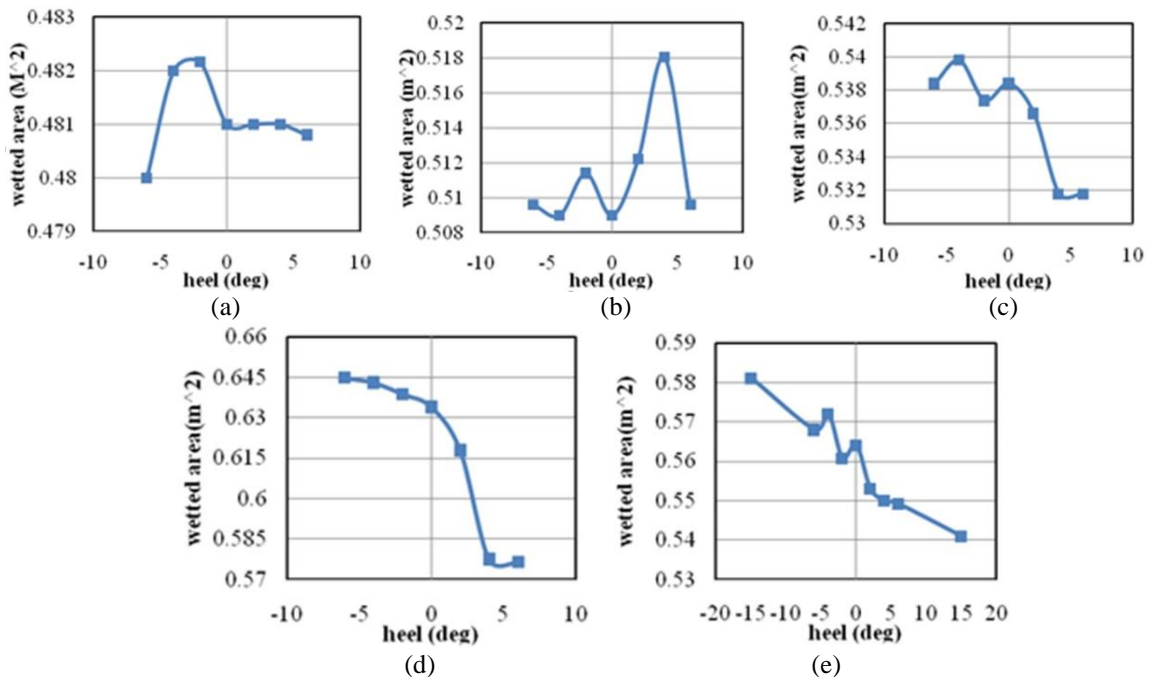 0.483
0.482
0.481
0.48
0.479
wetted area (M^2)
-10 -5 0 5 10
heel (deg)
(a)
0.52
0.518
0.516
0.514
0.512
0.51
0.508
wetted area (m^2)
-10 -5 0 5 10
heel (deg)
(b)
0.542
0.54
0.538
0.536
0.534
0.532
0.53
wetted area(m^2)
-10 -5 0 5 10
heel (deg)
(c)
0.66
0.645
0.63
0.615
0.6
0.585
0.57
wetted area(m^2)
-10 -5 0 5 10
heel (deg)
(d)
0.59
0.58
0.57
0.56
0.55
0.54
0.53
wetted area(m^2)
-20 -15 -10 -5 0 5 10 15 20
heel (deg)
(e)